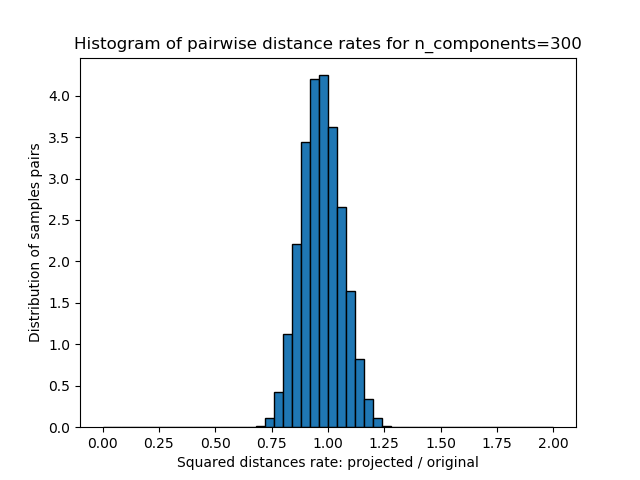 Histogram of pairwise distance rates for n_components=300
Distribution of samples pairs
4.0
3.5
3.0
2.5
2.0
1.5
1.0
0.5
0.0
0.00 0.25 0.50 0.75 1.00 1.25 1.50 1.75 2.00
Squared distances rate: projected / original